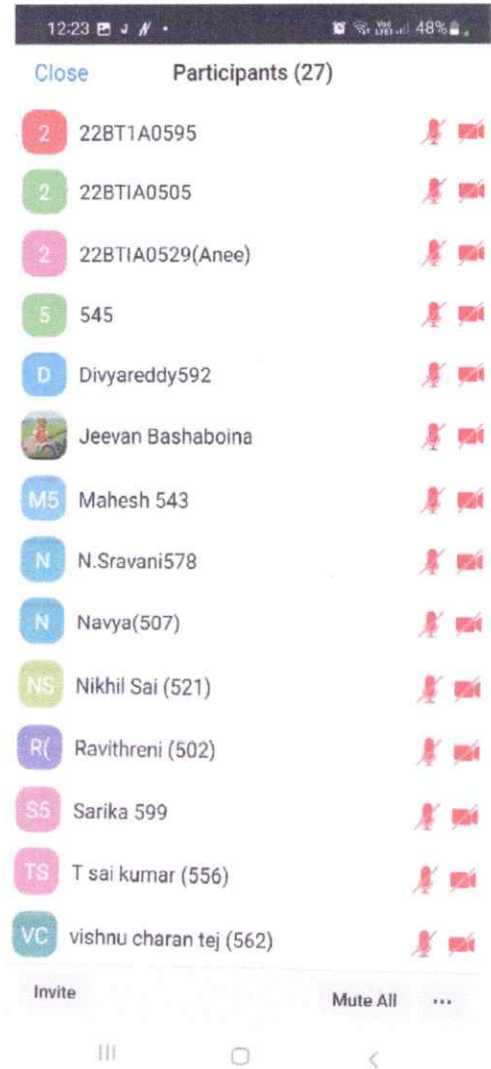 12:23
48%
Close Participants (27)
2 22BT1A0595
2 22BTIA0505
2 22BTIA0529(Anee)
5 545
D Divyareddy592
Jeevan Bashaboina
M5 Mahesh 543
N N.Sravani578
N Navya(507)
NS Nikhil Sai (521)
R( Ravithreni (502)
S5 Sarika 599
TS T sai kumar (556)
VC vishnu charan tej (562)
Invite Mute All ...